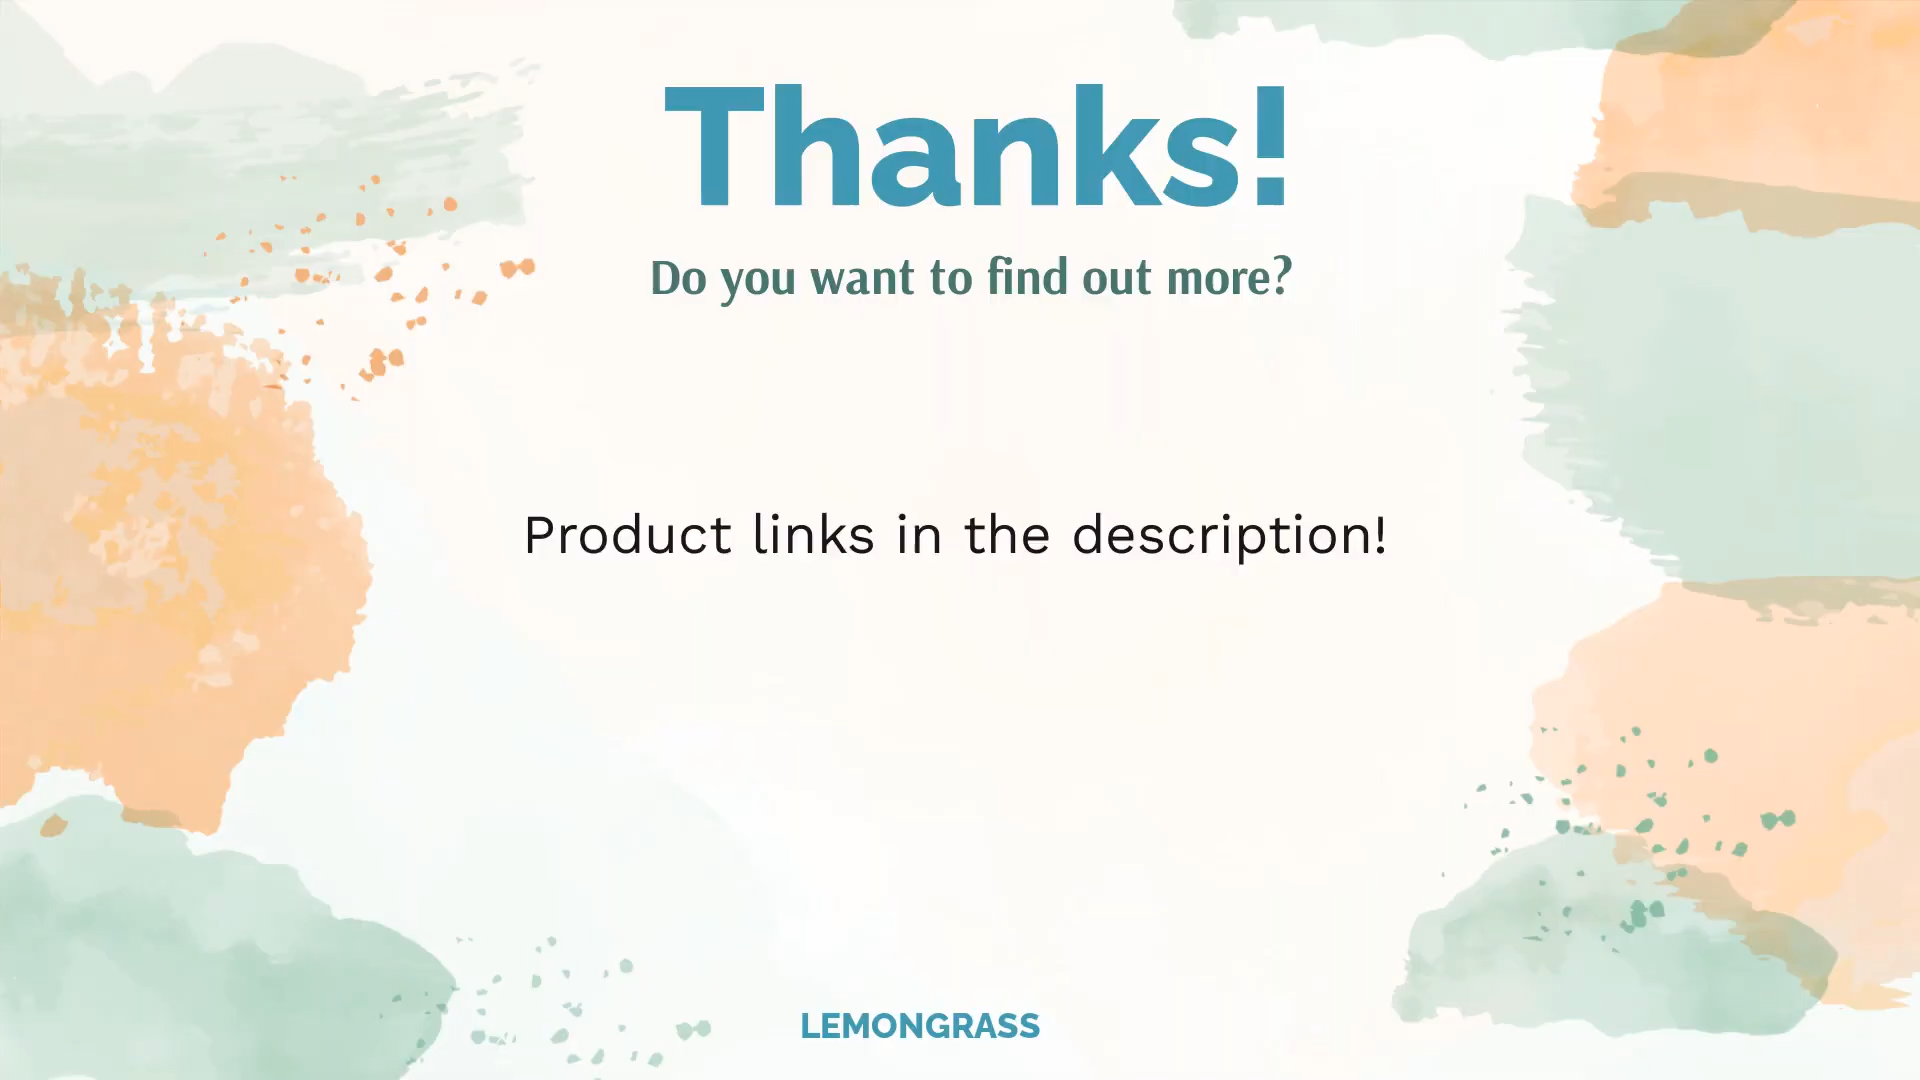 Thanks!
Do you want to find out more?
Product links in the description!
LEMONGRASS